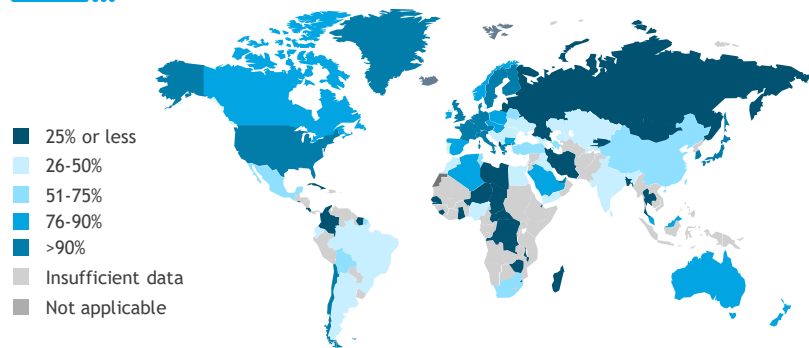 25% or less
26-50%
51-75%
76-90%
>90%
Insufficient data
Not applicable